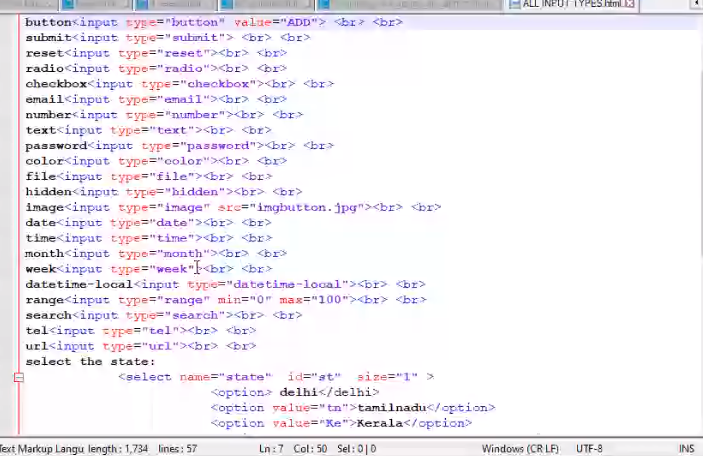 ALL INPUT TYPES.html
button<input type="button" value="ADD"> <br> <br>
submit<input type="submit"> <br> <br>
reset<input type="reset"><br> <br>
radio<input type="radio"><br> <br>
checkbox<input type="checkbox"><br> <br>
email<input type="email"><br> <br>
number<input type="number"><br> <br>
text<input type="text"><br> <br>
password<input type="password"><br> <br>
color<input type="color"><br> <br>
file<input type="file"><br> <br>
hidden<input type="hidden"><br> <br>
image<input type="image" src="imgbutton.jpg"><br> <br>
date<input type="date"><br> <br>
time<input type="time"><br> <br>
month<input type="month"><br> <br>
week<input type="week"><br> <br>
datetime-local<input type="datetime-local"><br> <br>
range<input type="range" min="0" max="100"><br> <br>
search<input type="search"><br> <br>
tel<input type="tel"><br> <br>
url<input type="url"><br> <br>
select the state:
<select name="state" id="st" size="1" >
<option> delhi</delhi>
<option value="tn">tamilnadu</option>
<option value="Ke">Kerala</option>
Text Markup Langu length : 1,734 lines : 57 Ln : 7 Col : 50 Sel : 0 | 0 Windows (CR LF) UTF-8 INS